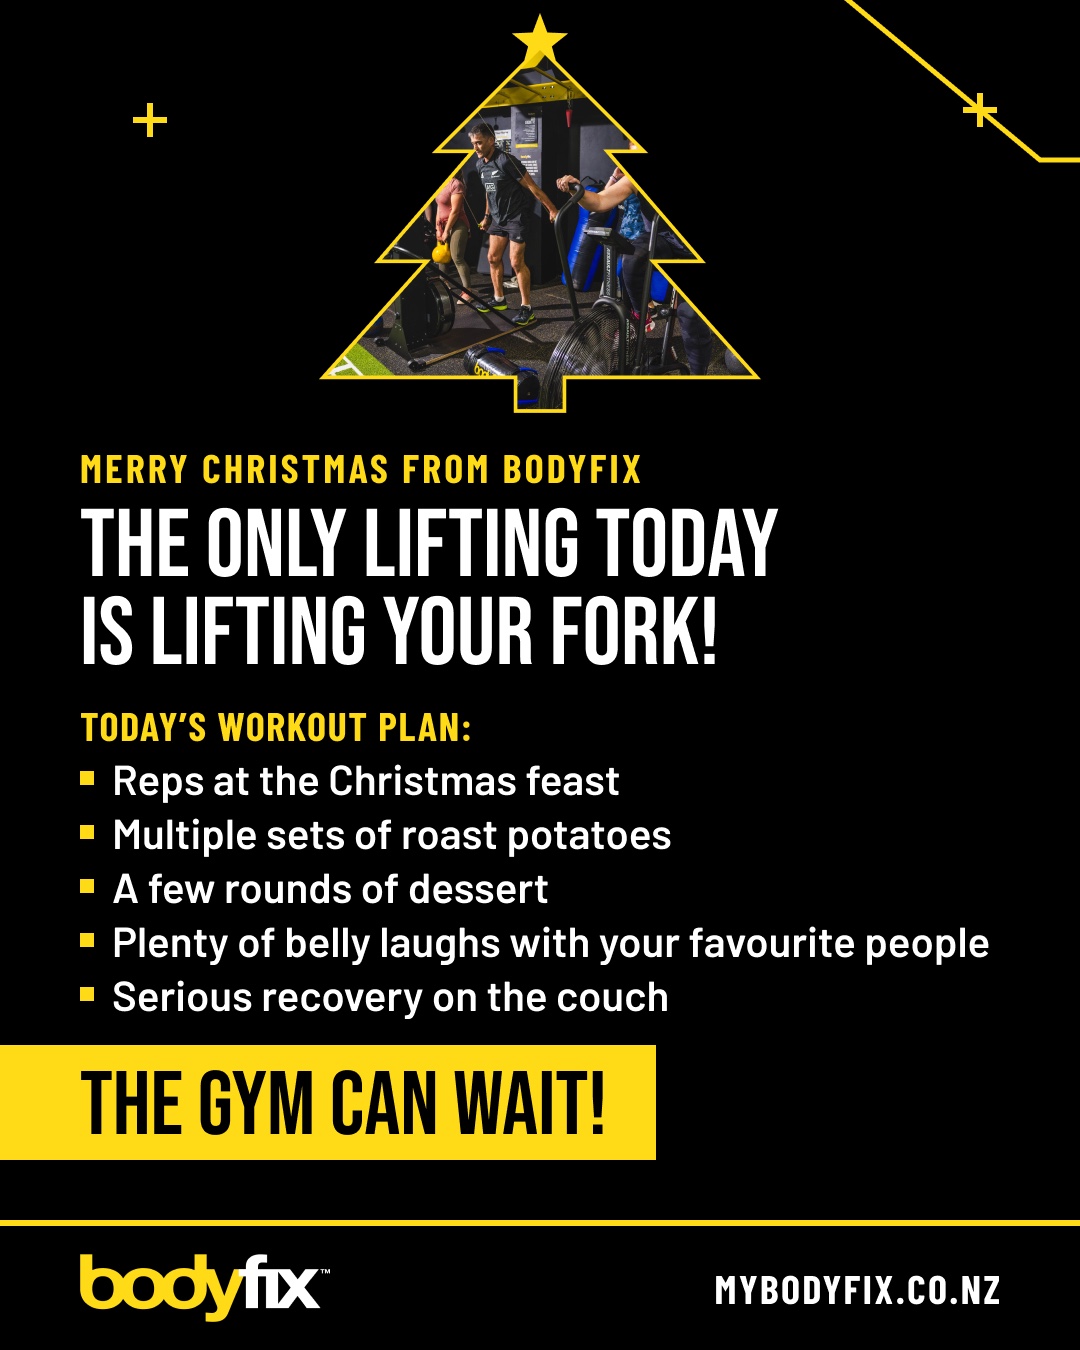 MERRY CHRISTMAS FROM BODYFIX
THE ONLY LIFTING TODAY
IS LIFTING YOUR FORK!
TODAY’S WORKOUT PLAN:
Reps at the Christmas feast
Multiple sets of roast potatoes
A few rounds of dessert
Plenty of belly laughs with your favourite people
Serious recovery on the couch
THE GYM CAN WAIT!
bodyfix™
MYBODYFIX.CO.NZ